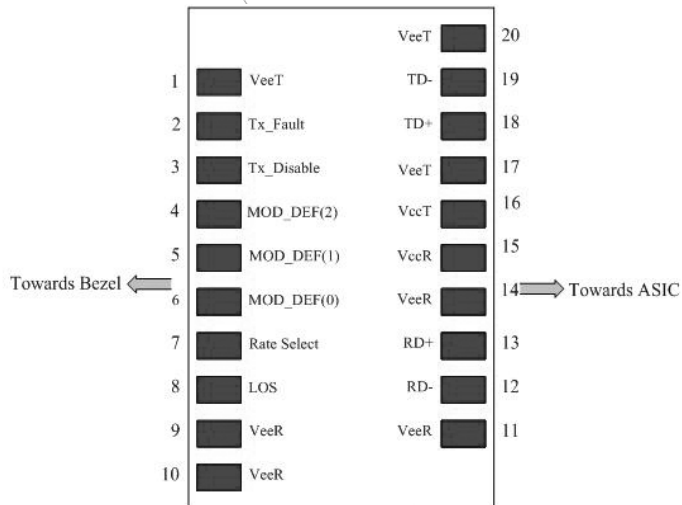 VeeT 20
1 VeeT TD- 19
2 Tx_Fault TD+ 18
3 Tx_Disable VeeT 17
4 MOD_DEF(2) VccT 16
5 MOD_DEF(1) VccR 15
Towards Bezel 6 MOD_DEF(0) VeeR 14 Towards ASIC
7 Rate Select RD+ 13
8 LOS RD- 12
9 VeeR VeeR 11
10 VeeR